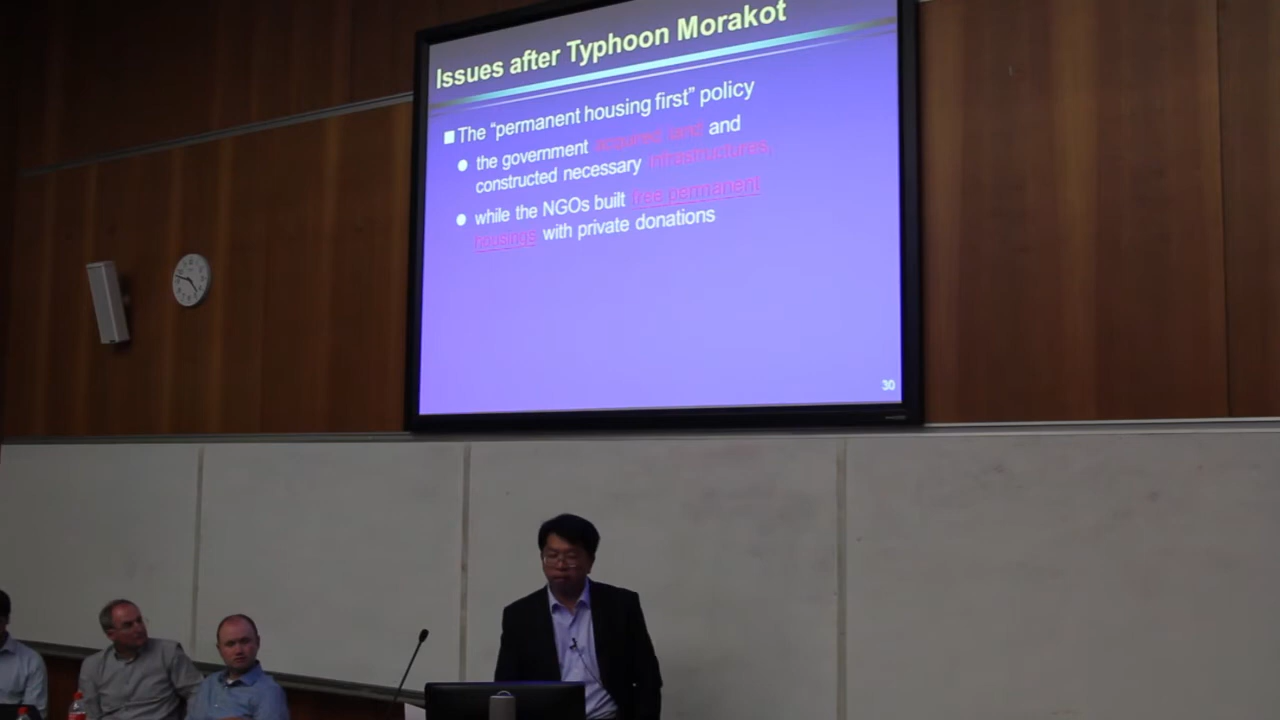 Issues after Typhoon Morakot
The “permanent housing first” policy
the government acquired land and
constructed necessary infrastructures,
while the NGOs built free permanent
housings with private donations
30